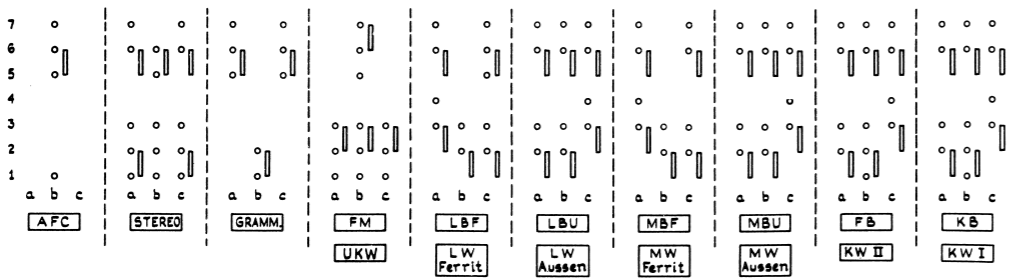 7
6
5
4
3
2
1
a b c a b c a b c a b c a b c a b c a b c a b c a b c a b c
AFC STEREO GRAMM. FM LBF LBU MBF MBU FB KB
UKW LW Ferrit LW Aussen MW Ferrit MW Aussen KW II KW I